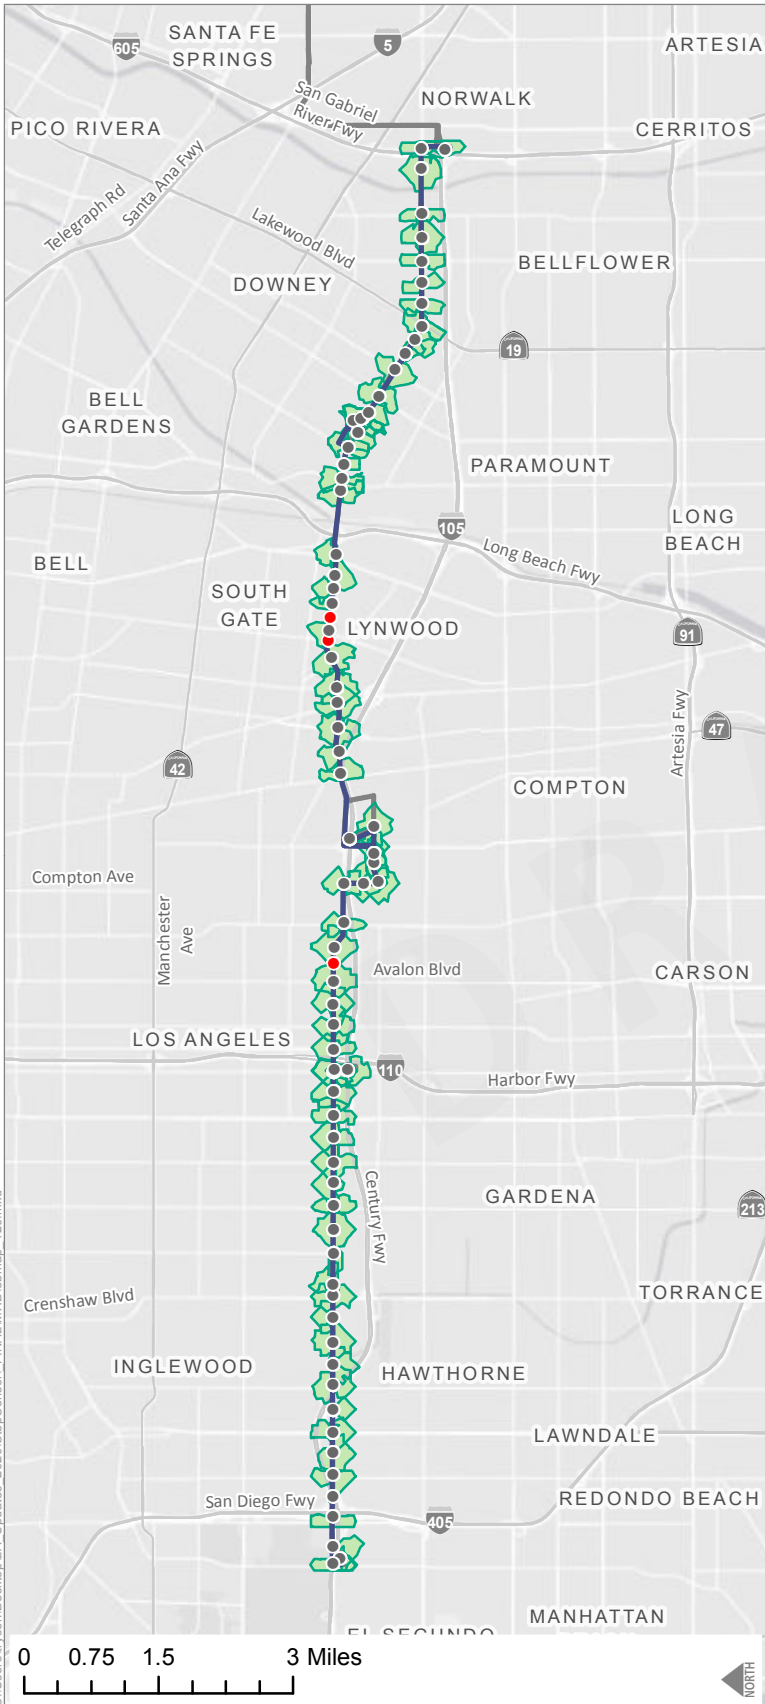 SANTA FE
SPRINGS
605
5
ARTESIA
San Gabriel
River Fwy
NORWALK
PICO RIVERA
CERRITOS
Santa Ana Fwy
Telegraph Rd
Lakewood Blvd
BELLFLOWER
DOWNEY
19
BELL
GARDENS
PARAMOUNT
105
LONG
BEACH
Long Beach Fwy
BELL
SOUTH
GATE
LYNWOOD
91
Artesia Fwy
47
42
COMPTON
Compton Ave
Manchester
Ave
Avalon Blvd
CARSON
LOS ANGELES
110
Harbor Fwy
Century Fwy
GARDENA
213
Crenshaw Blvd
TORRANCE
INGLEWOOD
HAWTHORNE
LAWNDALE
San Diego Fwy
REDONDO BEACH
405
MANHATTAN
EL SEGUNDO
0 0.75 1.5 3 Miles
NORTH